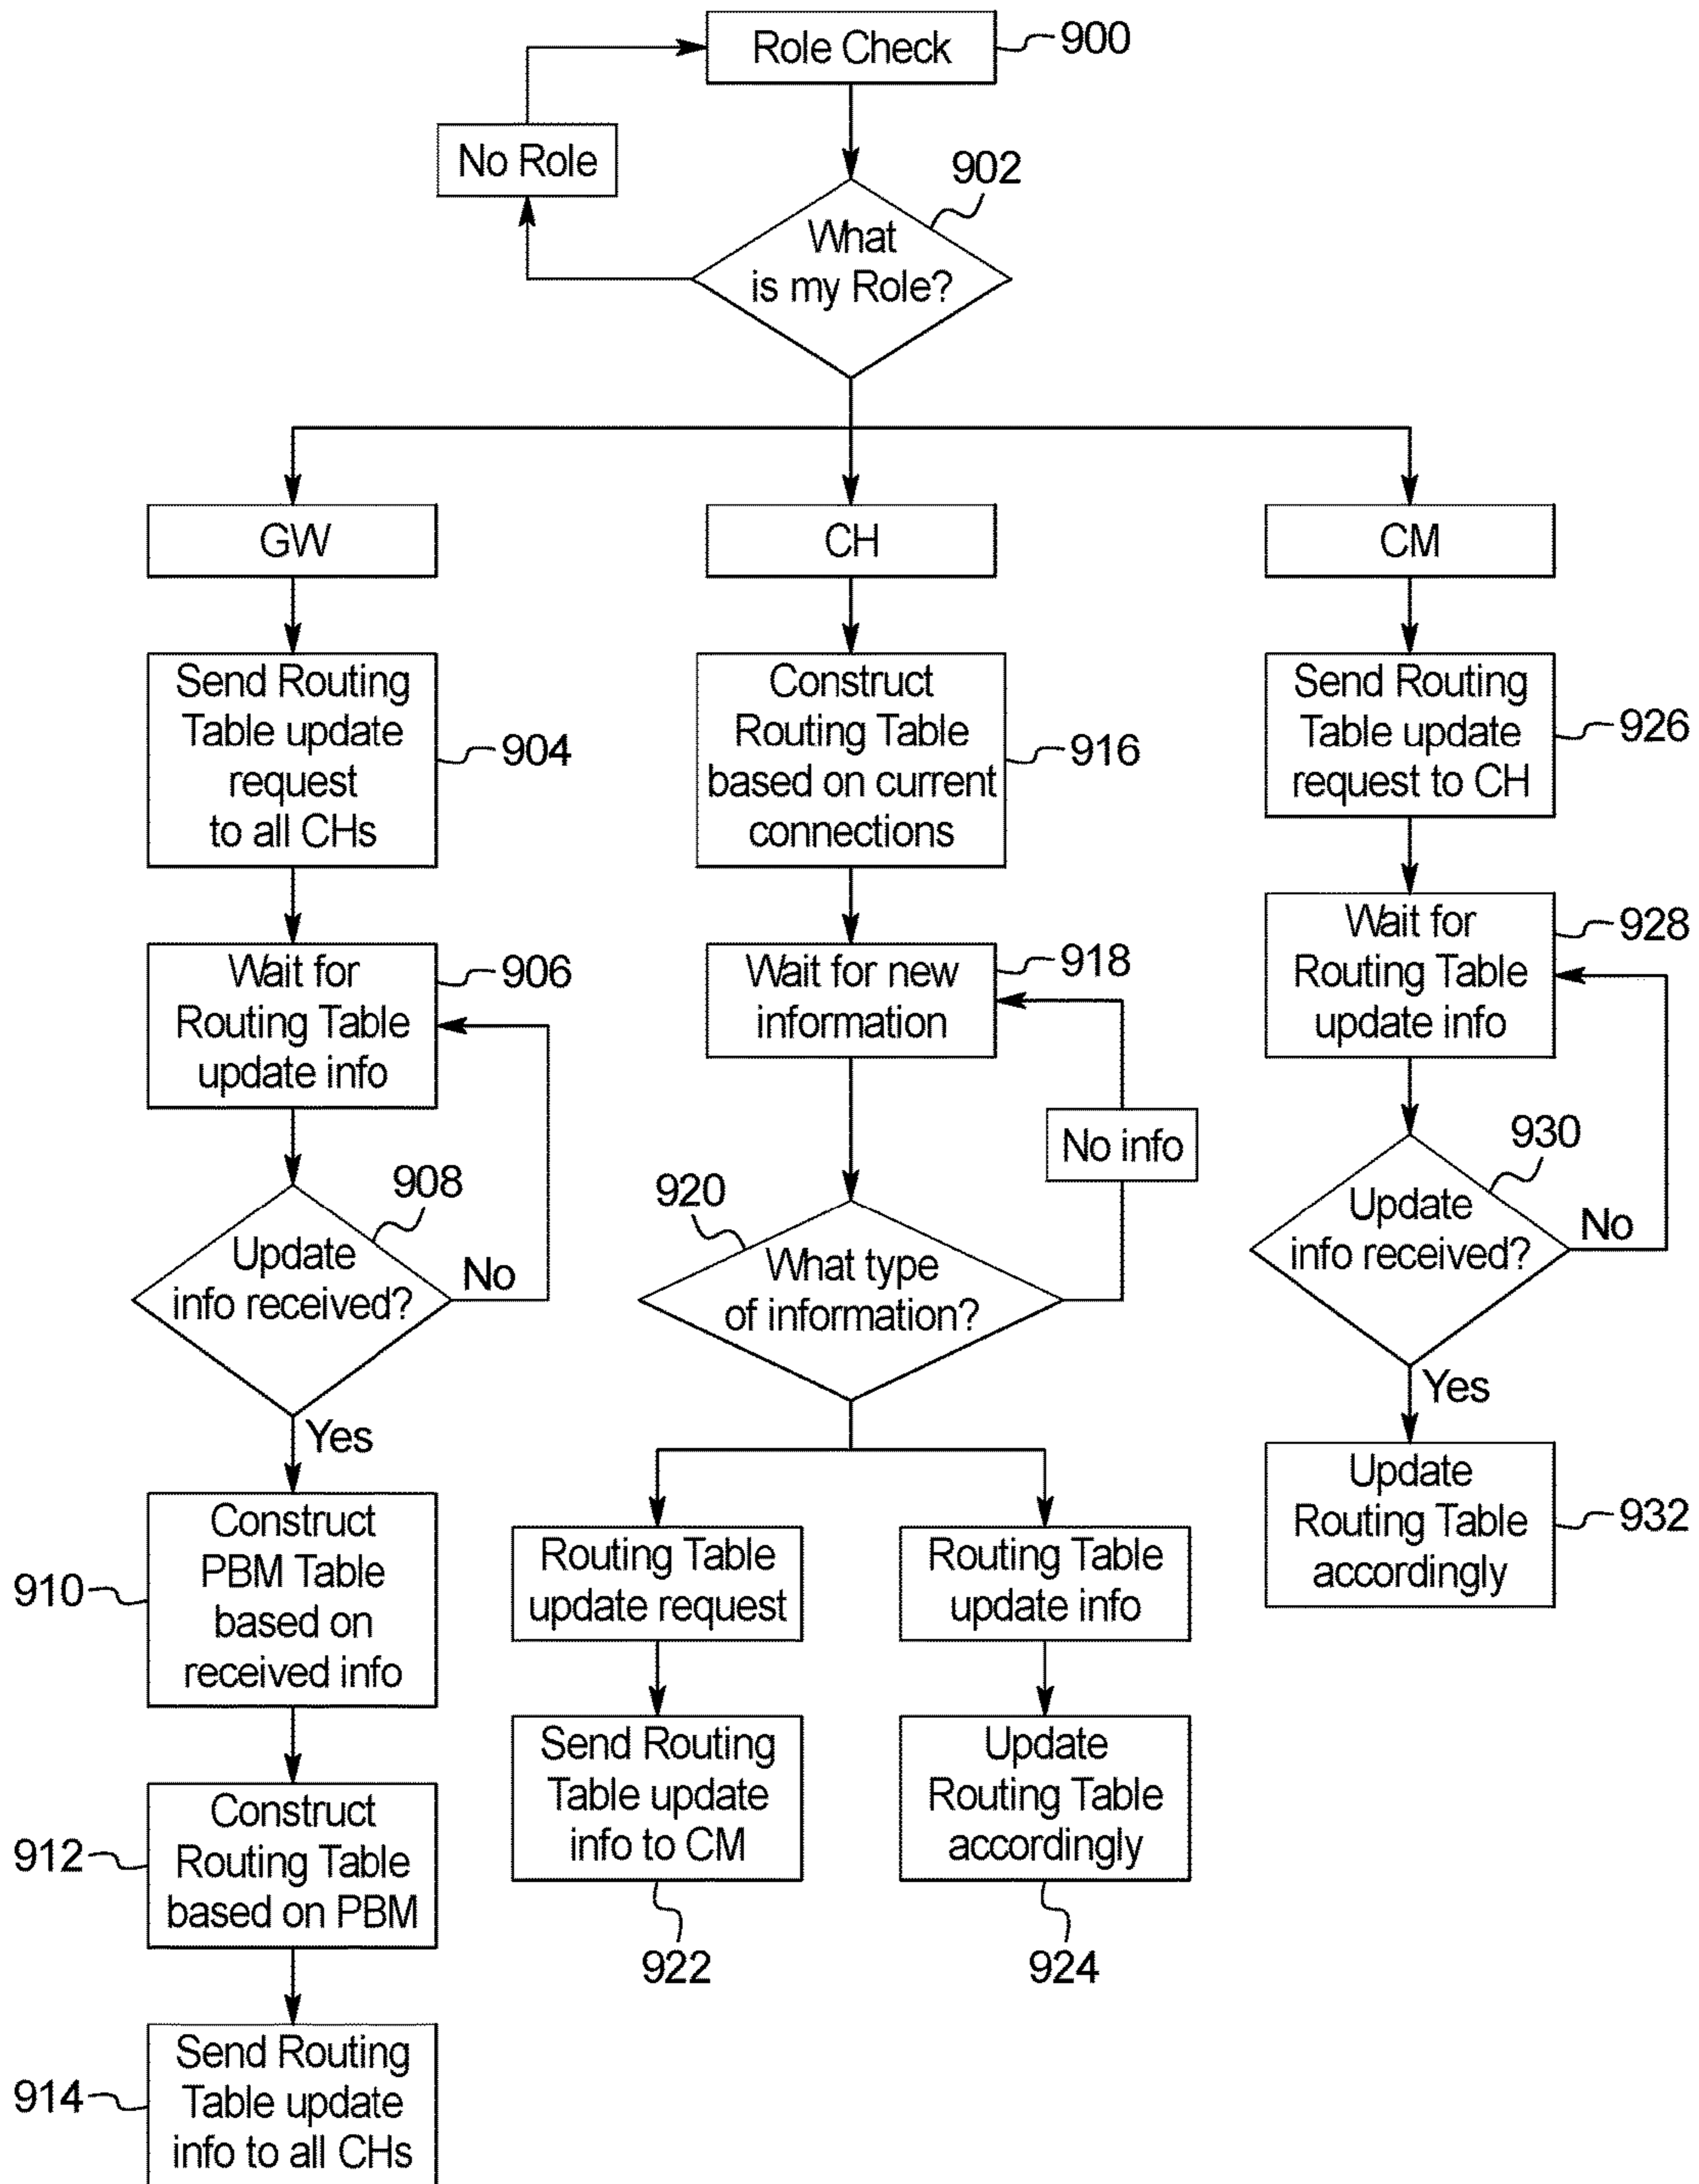 Role Check
900
No Role
902
What
is my Role?
GW
CH
CM
Send Routing
Table update
request
to all CHs
904
Construct
Routing Table
based on current
connections
916
Send Routing
Table update
request to CH
926
Wait for
Routing Table
update info
906
Wait for new
information
918
Wait for
Routing Table
update info
928
No info
908
Update
info received?
No
920
What type
of information?
930
Update
info received?
No
Yes
Yes
Construct
PBM Table
based on
received info
910
Routing Table
update request
Routing Table
update info
Update
Routing Table
accordingly
932
Construct
Routing Table
based on PBM
912
Send Routing
Table update
info to CM
922
Update
Routing Table
accordingly
924
Send Routing
Table update
info to all CHs
914